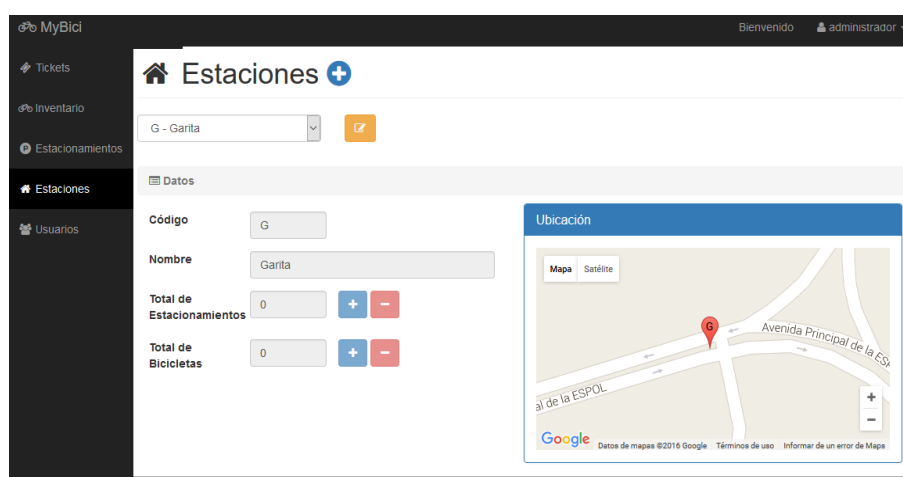 MyBici
Bienvenido
administrador
Tickets
Inventario
Estacionamientos
Estaciones
Usuarios
Estaciones
G - Garita
Datos
Código
G
Nombre
Garita
Total de
Estacionamientos
0
+
−
Total de
Bicicletas
0
+
−
Ubicación
Mapa
Satélite
G
Avenida Principal de la ESP
al de la ESPOL
+
−
Google
Datos de mapas ©2016 Google
Términos de uso
Informar de un error de Maps